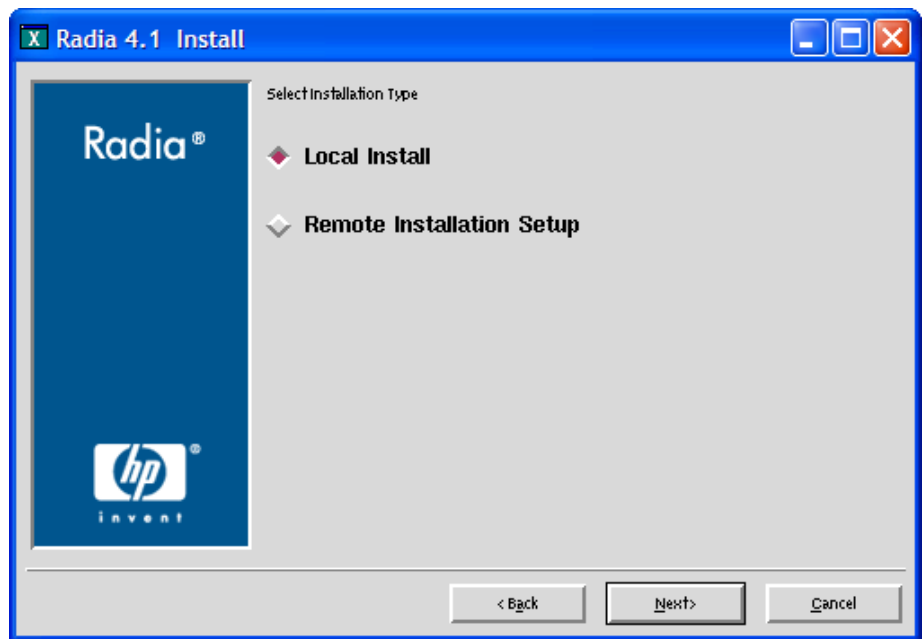 X Radia 4.1 Install
Select Installation Type
Radia®
Local Install
Remote Installation Setup
hp®
invent
< Back
Next>
Cancel